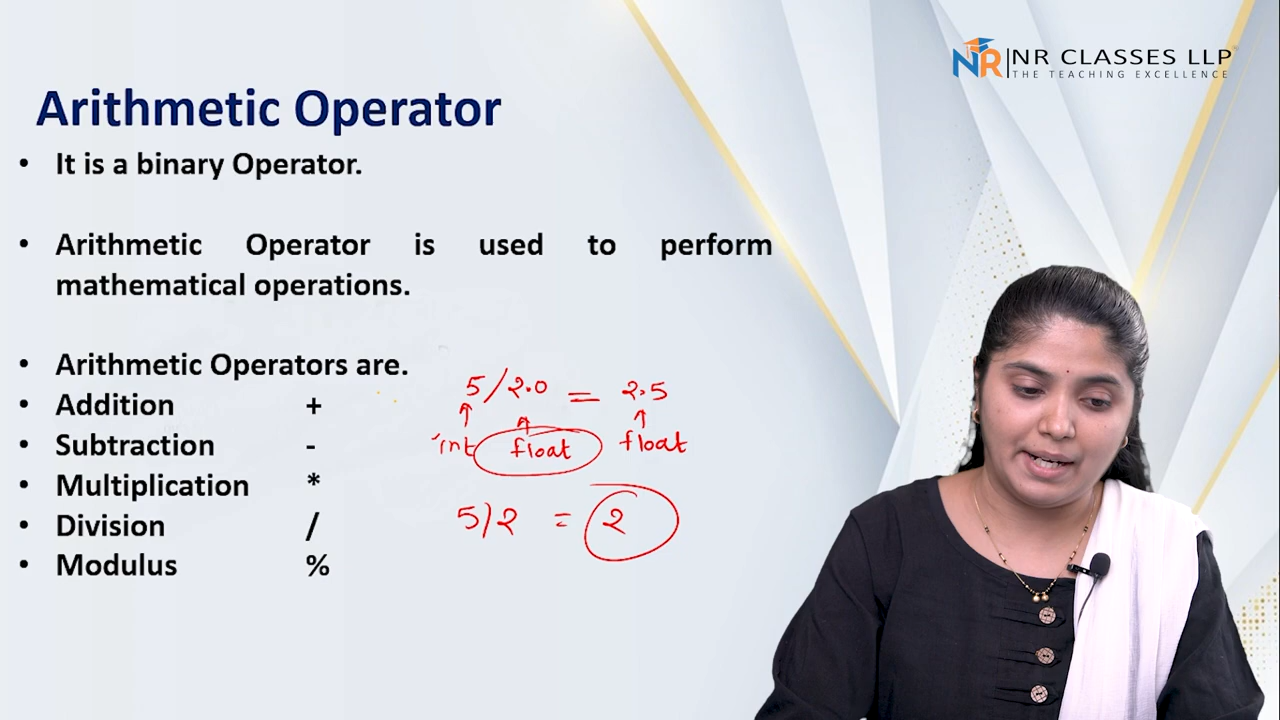 NR | NR CLASSES LLP
THE TEACHING EXCELLENCE
Arithmetic Operator
• It is a binary Operator.
• Arithmetic Operator is used to perform
mathematical operations.
• Arithmetic Operators are.
• Addition +
• Subtraction -
• Multiplication *
• Division /
• Modulus %
5/2.0 = 2.5
int float float
5/2 = 2